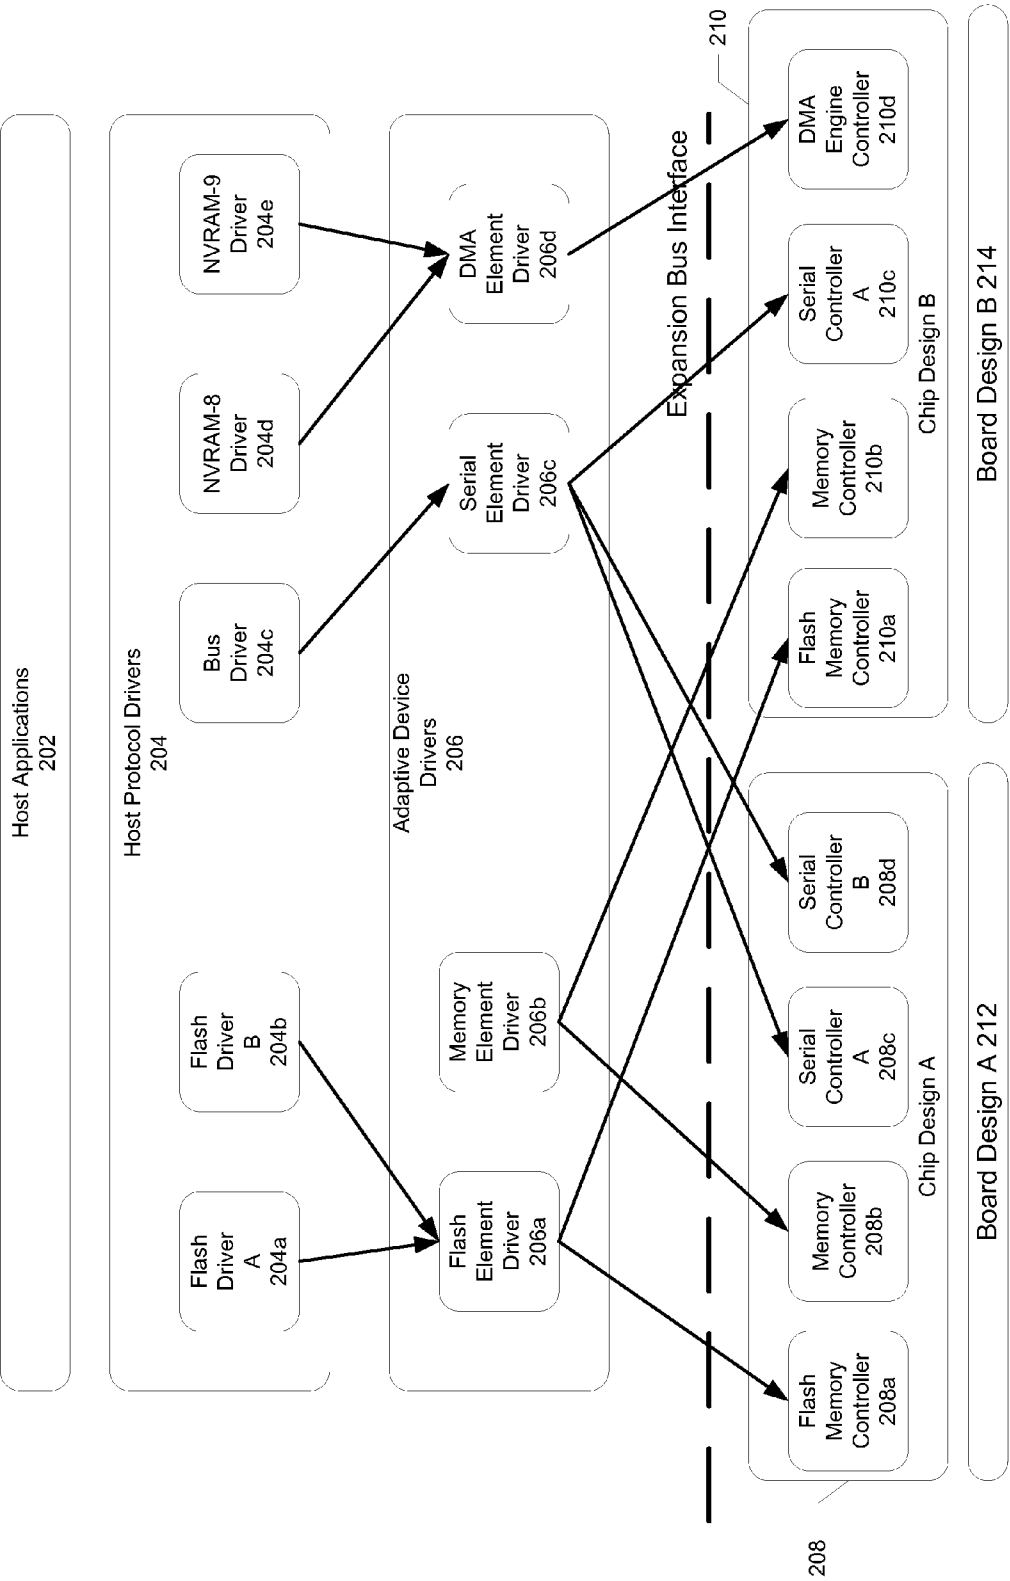 Host Applications
202
Host Protocol Drivers
204
Flash
Driver
A
204a
Flash
Driver
B
204b
Bus
Driver
204c
NVRAM-8
Driver
204d
NVRAM-9
Driver
204e
Adaptive Device
Drivers
206
Flash
Element
Driver
206a
Memory
Element
Driver
206b
Serial
Element
Driver
206c
DMA
Element
Driver
206d
Expansion Bus Interface
208
210
Flash
Memory
Controller
208a
Memory
Controller
208b
Serial
Controller
A
208c
Serial
Controller
B
208d
Chip Design A
Flash
Memory
Controller
210a
Memory
Controller
210b
Serial
Controller
A
210c
DMA
Engine
Controller
210d
Chip Design B
Board Design A 212
Board Design B 214